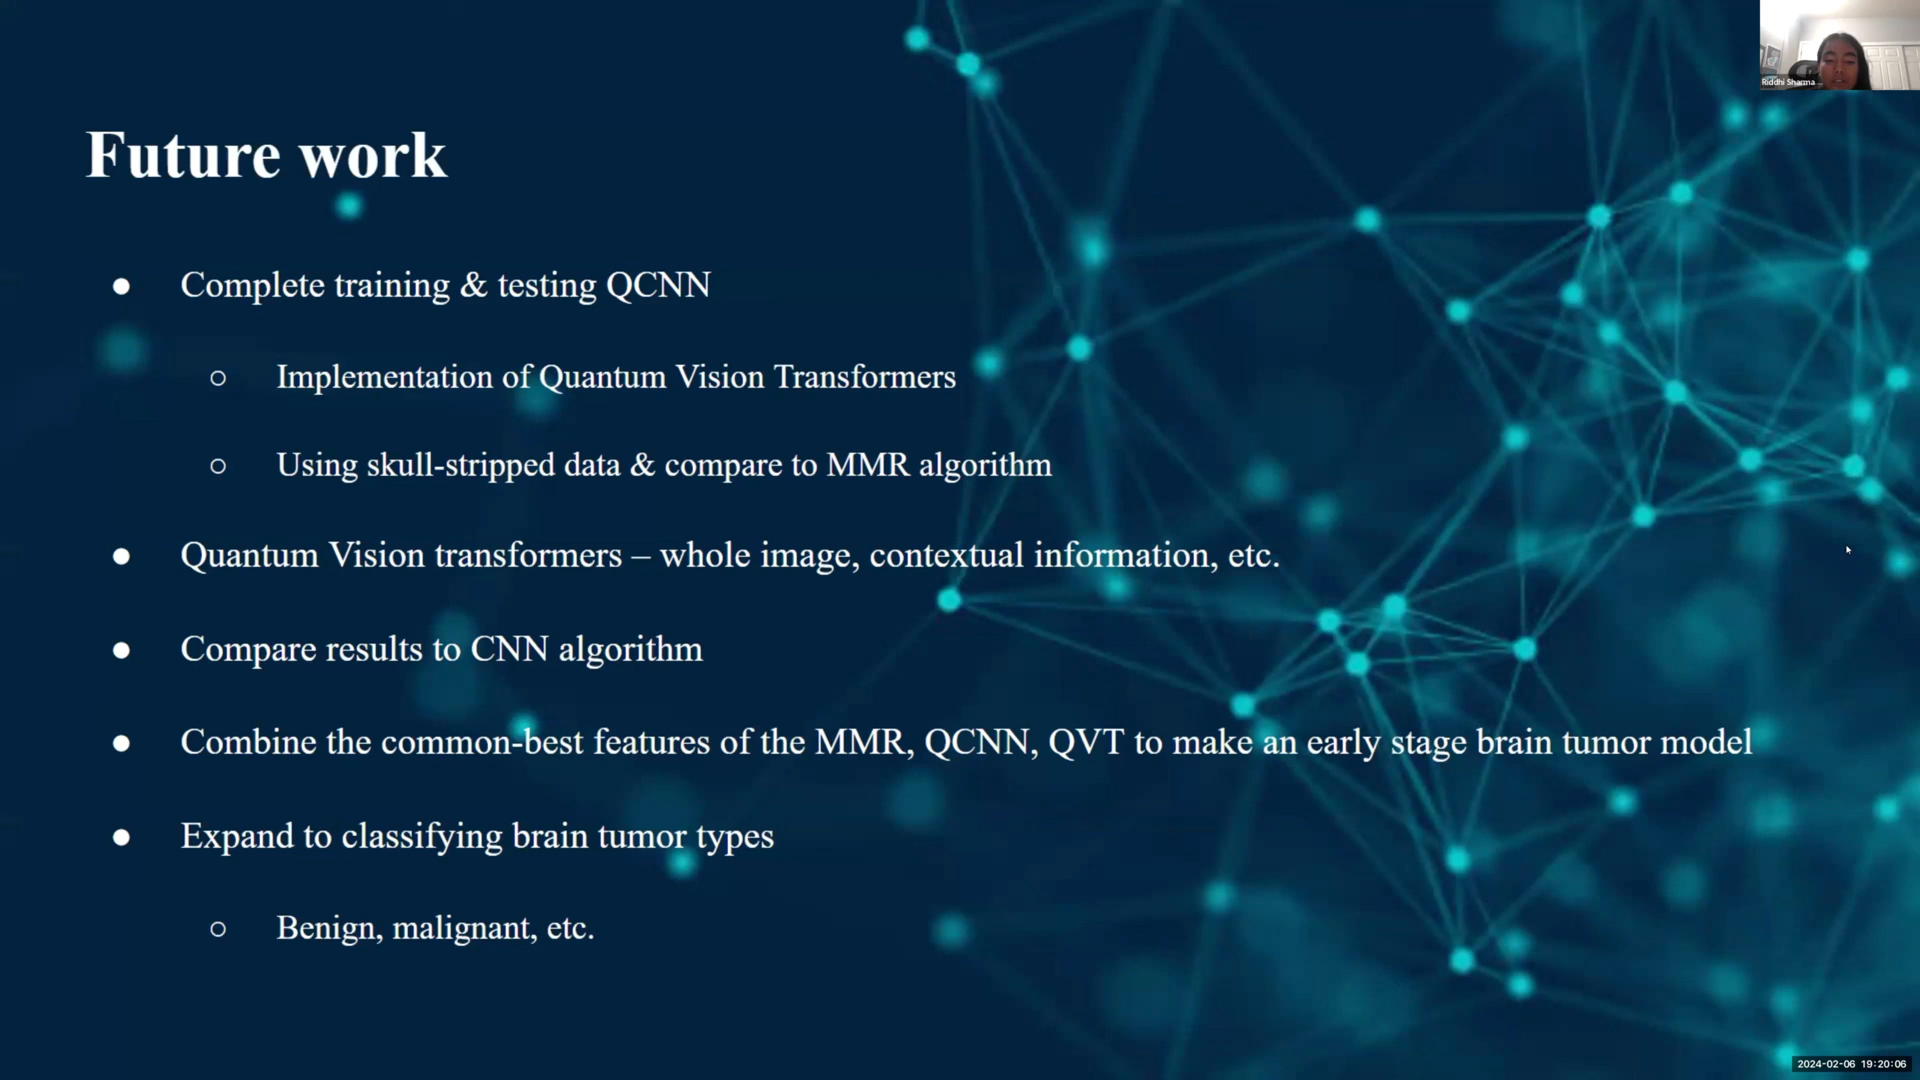 Riddhi Sharma
Future work
● Complete training & testing QCNN
○ Implementation of Quantum Vision Transformers
○ Using skull-stripped data & compare to MMR algorithm
● Quantum Vision transformers – whole image, contextual information, etc.
● Compare results to CNN algorithm
● Combine the common-best features of the MMR, QCNN, QVT to make an early stage brain tumor model
● Expand to classifying brain tumor types
○ Benign, malignant, etc.
2024-02-06 19:20:06